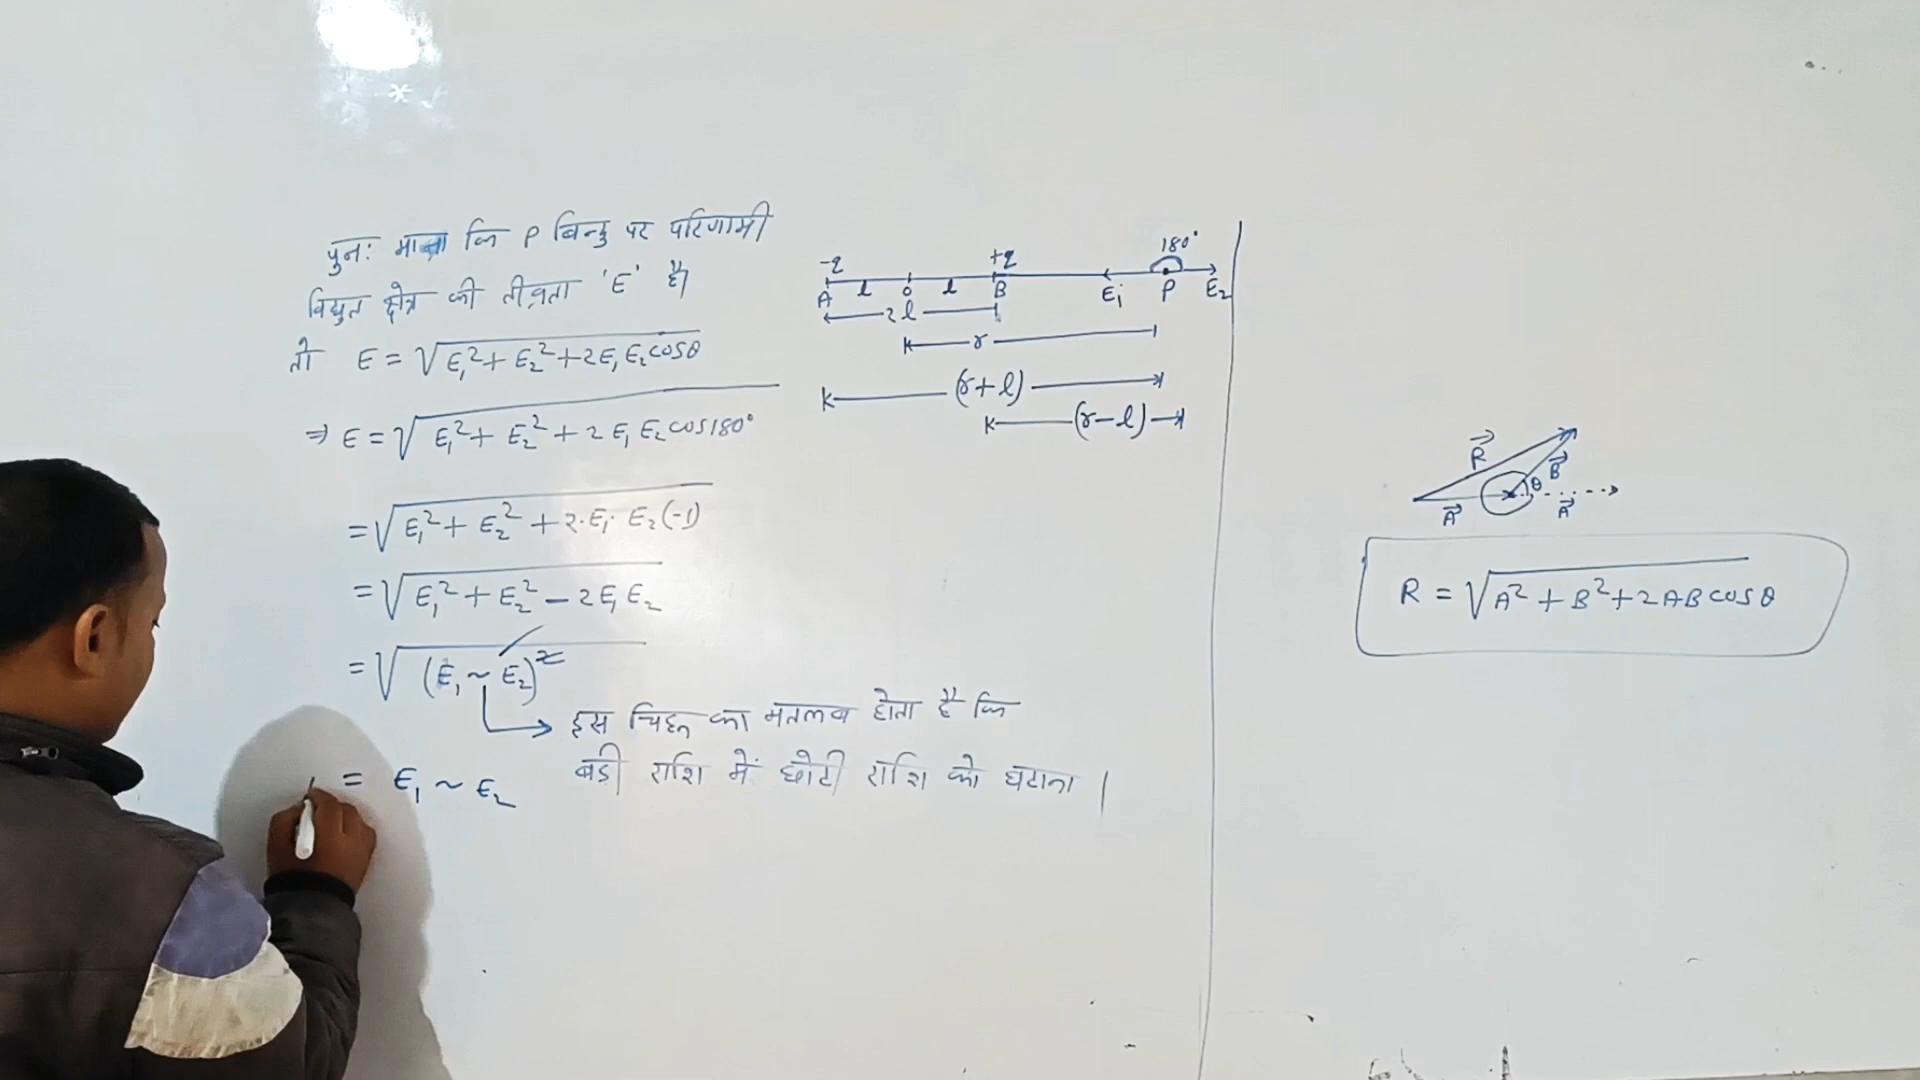 पुनः माना कि P बिन्दु पर परिणामी
विद्युत क्षेत्र की तीव्रता 'E' है।
तो E = √(E₁² + E₂² + 2E₁E₂cosθ)
⇒ E = √(E₁² + E₂² + 2E₁E₂cos180°)
= √(E₁² + E₂² + 2·E₁·E₂(-1))
= √(E₁² + E₂² − 2E₁E₂)
= √((E₁ ~ E₂)²)
→ इस चिह्न का मतलब होता है कि
बड़ी राशि में छोटी राशि को घटाना।
= E₁ ~ E₂
-q +q 180°
A l O l B E₁ P E₂
2l
r
(r+l)
(r−l)
R⃗ B⃗ θ
A⃗ A⃗
R = √(A² + B² + 2ABcosθ)